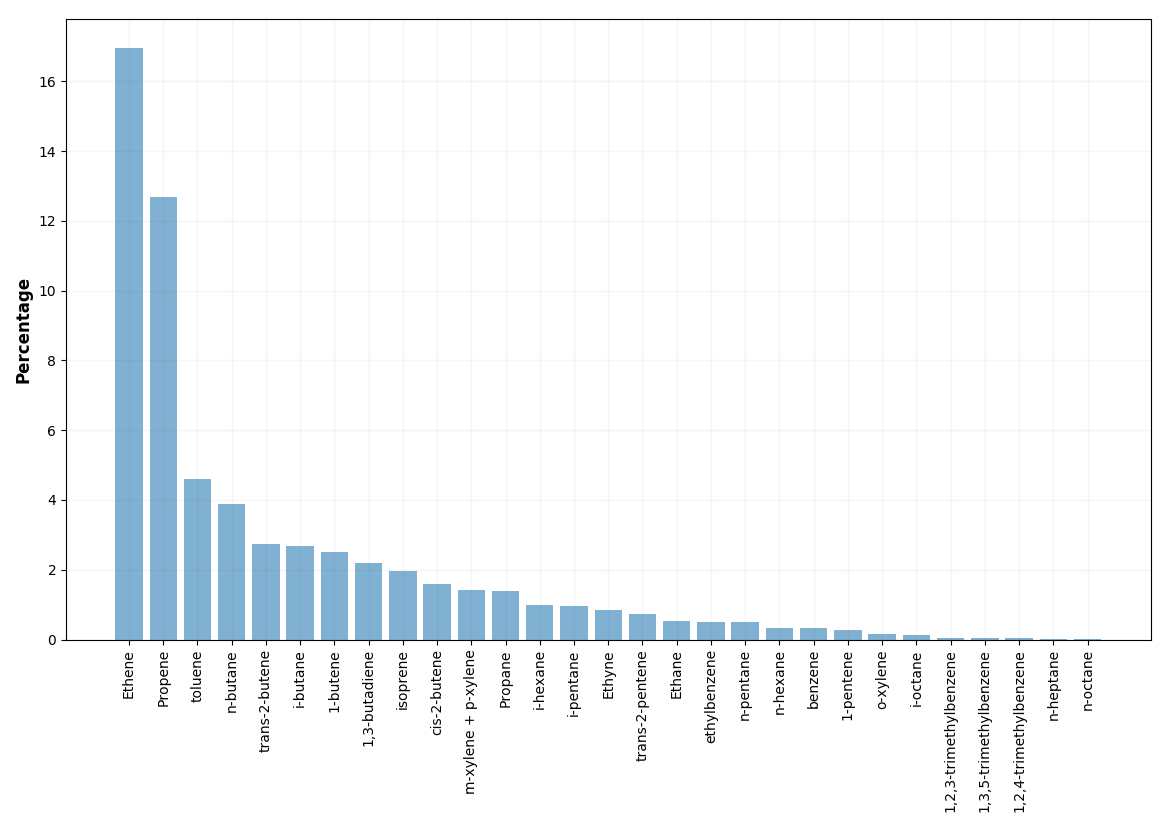 Percentage
16
14
12
10
8
6
4
2
0
Ethene
Propene
toluene
n-butane
trans-2-butene
i-butane
1-butene
1,3-butadiene
isoprene
cis-2-butene
m-xylene + p-xylene
Propane
i-hexane
i-pentane
Ethyne
trans-2-pentene
Ethane
ethylbenzene
n-pentane
n-hexane
benzene
1-pentene
o-xylene
i-octane
1,2,3-trimethylbenzene
1,3,5-trimethylbenzene
1,2,4-trimethylbenzene
n-heptane
n-octane